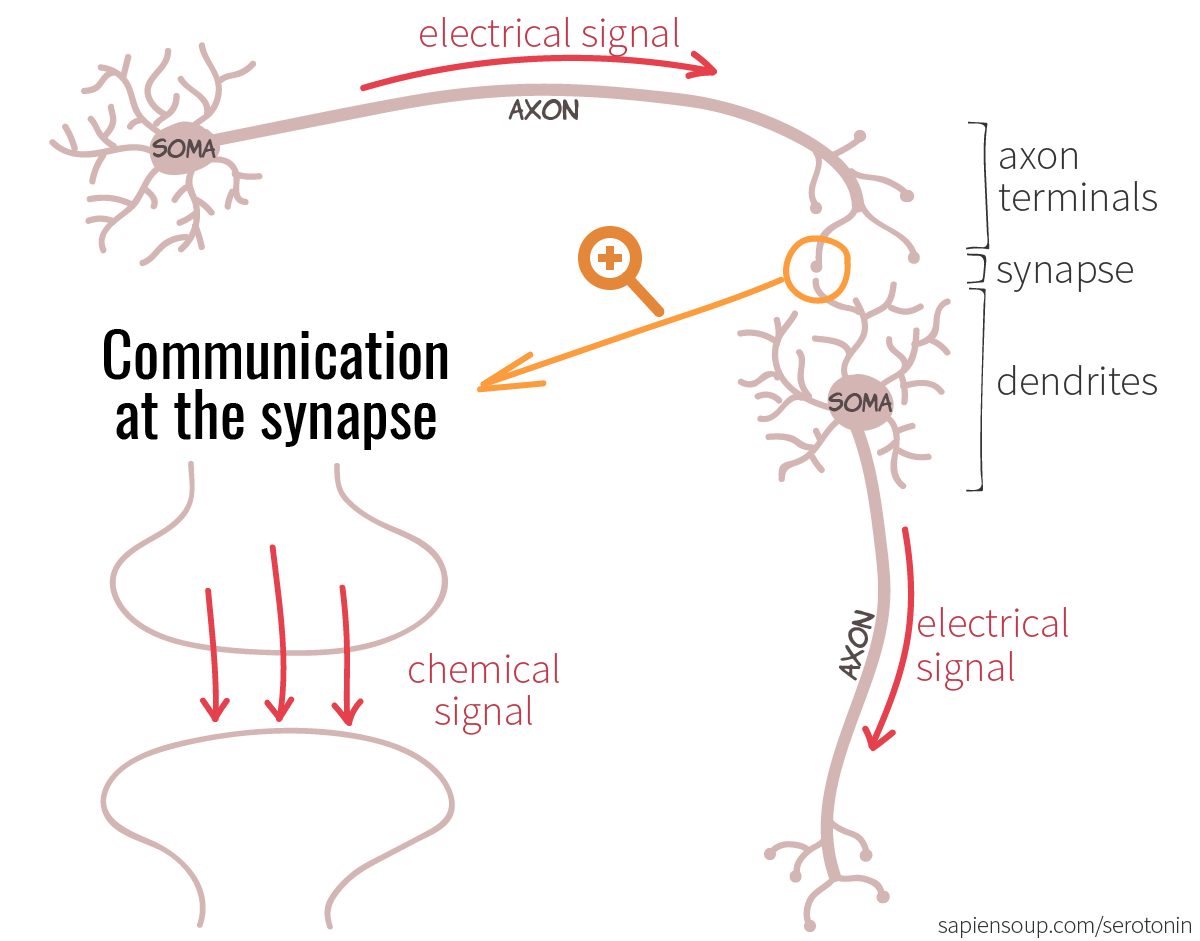 electrical signal
AXON
SOMA
axon
terminals
synapse
Communication
at the synapse
dendrites
SOMA
electrical
signal
AXON
chemical
signal
sapiensoup.com/serotonin